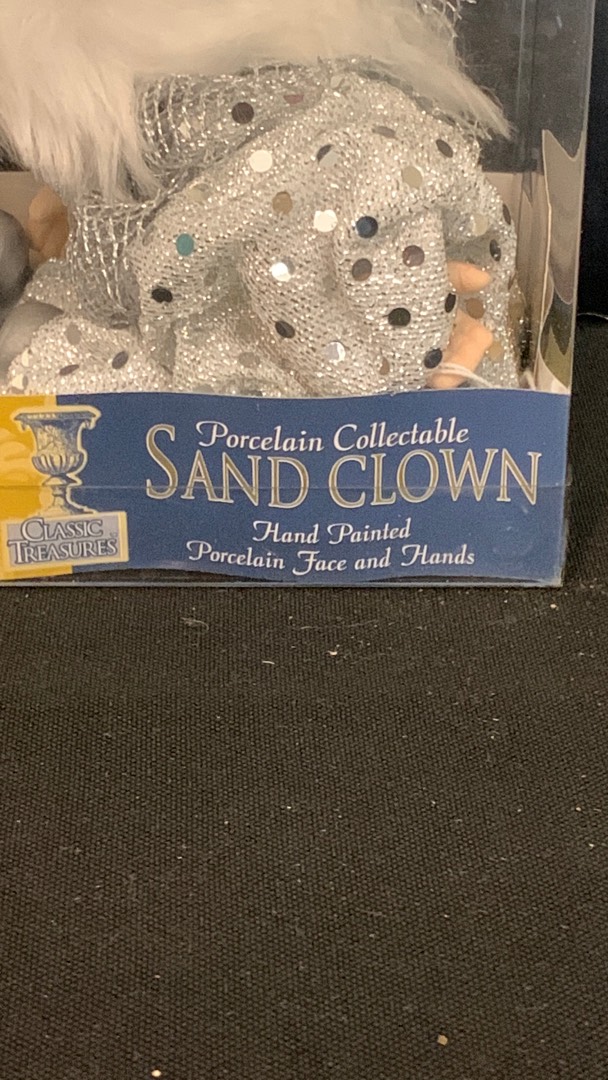 Porcelain Collectable
SAND CLOWN
Hand Painted
Porcelain Face and Hands
CLASSIC
TREASURES